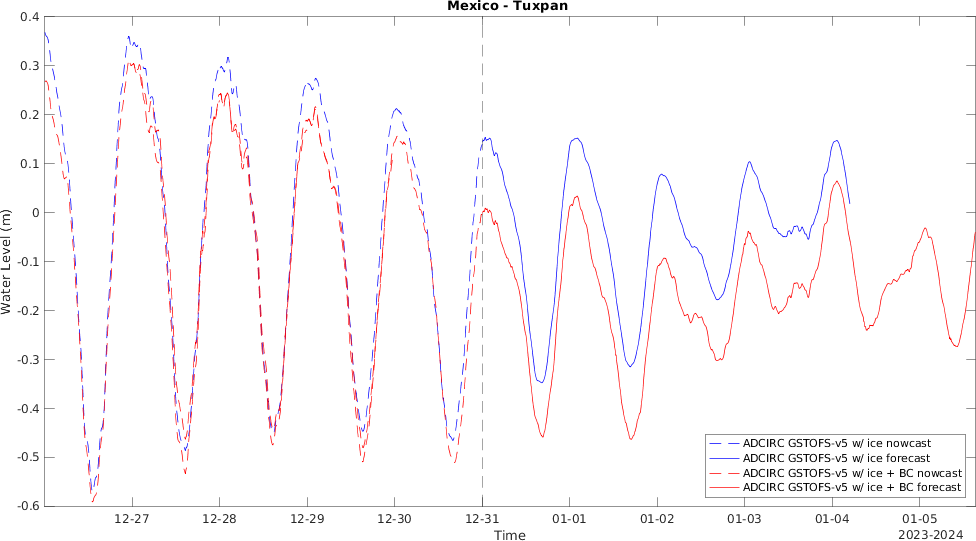 Mexico - Tuxpan
0.4
0.3
0.2
0.1
0
-0.1
-0.2
-0.3
-0.4
-0.5
-0.6
Water Level (m)
ADCIRC GSTOFS-v5 w/ ice nowcast
ADCIRC GSTOFS-v5 w/ ice forecast
ADCIRC GSTOFS-v5 w/ ice + BC nowcast
ADCIRC GSTOFS-v5 w/ ice + BC forecast
12-27 12-28 12-29 12-30 12-31 01-01 01-02 01-03 01-04 01-05
Time
2023-2024